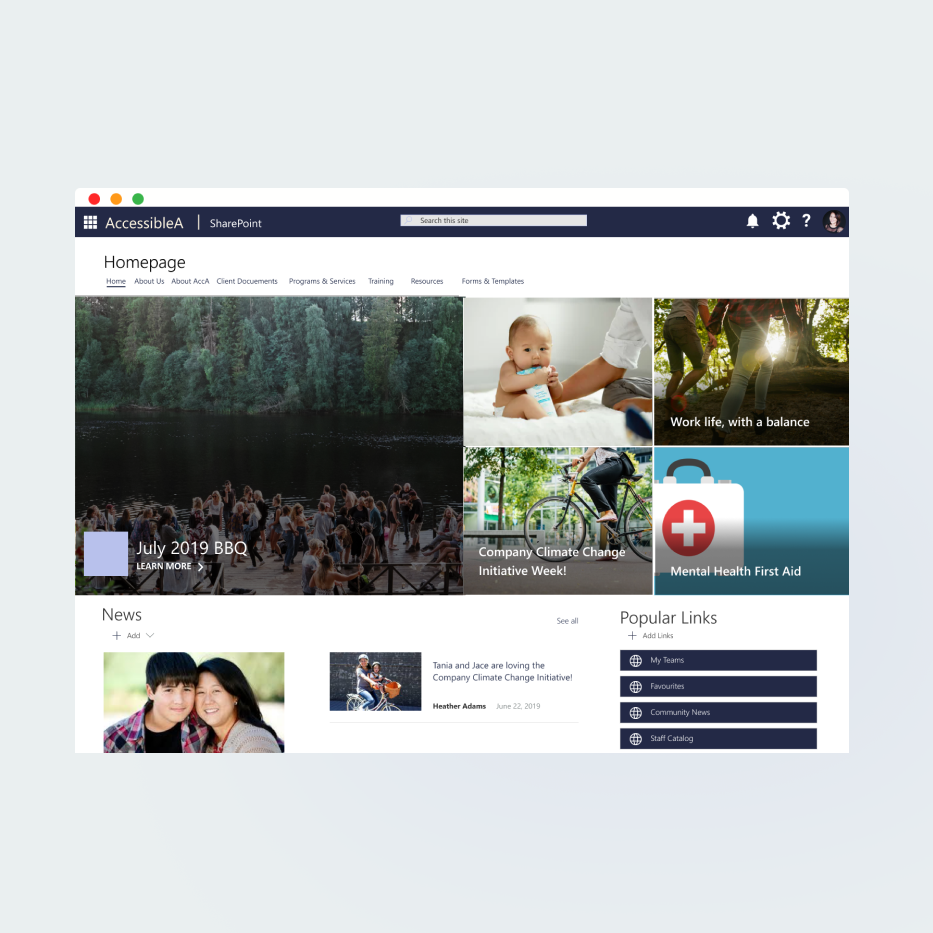 AccessibleA | SharePoint
Search this site
?
Homepage
Home About Us About AccA Client Docuements Programs & Services Training Resources Forms & Templates
Work life, with a balance
July 2019 BBQ
LEARN MORE
Company Climate Change
Initiative Week!
Mental Health First Aid
News
See all
+ Add
Tania and Jace are loving the
Company Climate Change Initiative!
Heather Adams June 22, 2019
Popular Links
+ Add Links
My Teams
Favourites
Community News
Staff Catalog